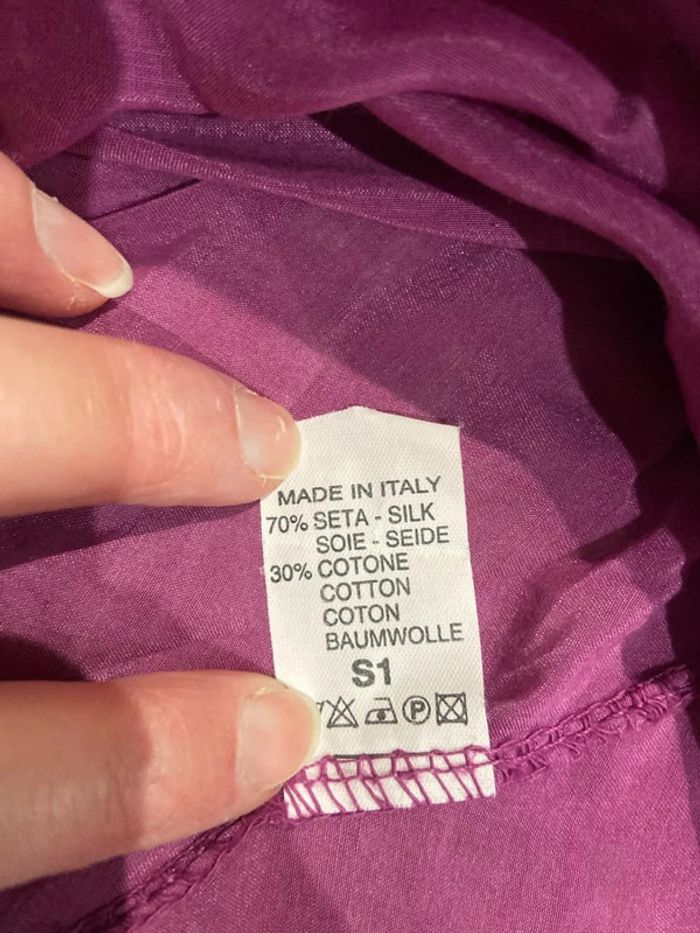 MADE IN ITALY
70% SETA - SILK
SOIE - SEIDE
30% COTONE
COTTON
COTON
BAUMWOLLE
S1
P